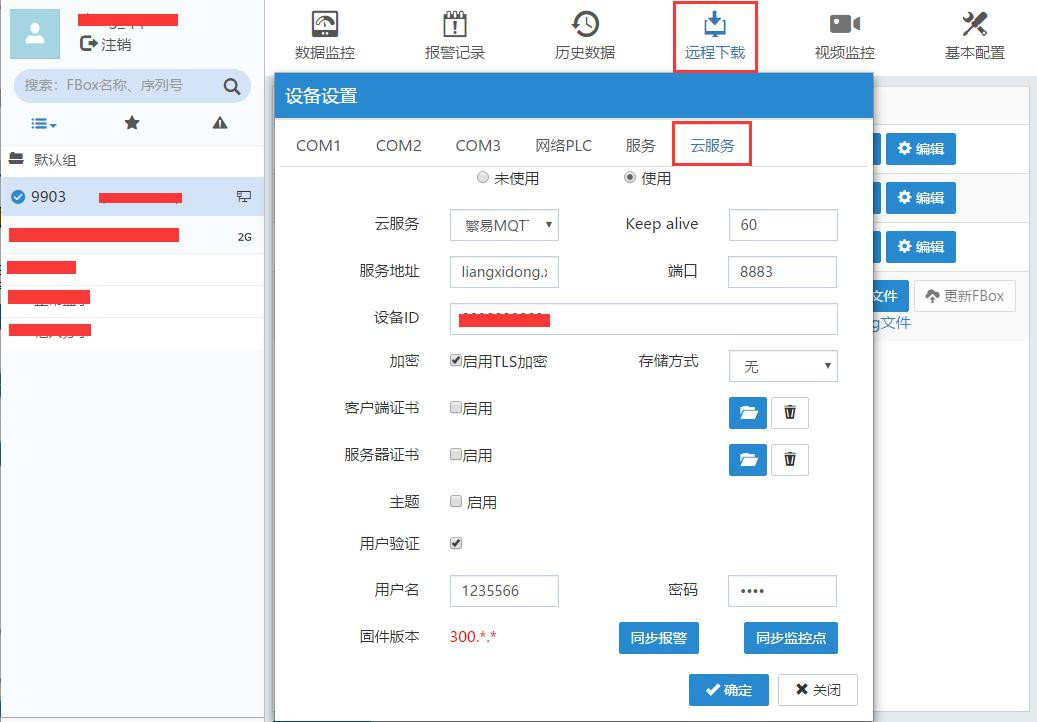 注销
搜索：FBox名称、序列号
默认组
9903
2G
数据监控
报警记录
历史数据
远程下载
视频监控
基本配置
设备设置
COM1
COM2
COM3
网络PLC
服务
云服务
未使用
使用
云服务
繁易MQT
Keep alive
60
服务地址
liangxidong.x
端口
8883
设备ID
加密
启用TLS加密
存储方式
无
客户端证书
启用
服务器证书
启用
主题
启用
用户验证
用户名
1235566
密码
••••
固件版本
300.*.*
同步报警
同步监控点
确定
关闭
编辑
编辑
编辑
文件
更新FBox
g文件